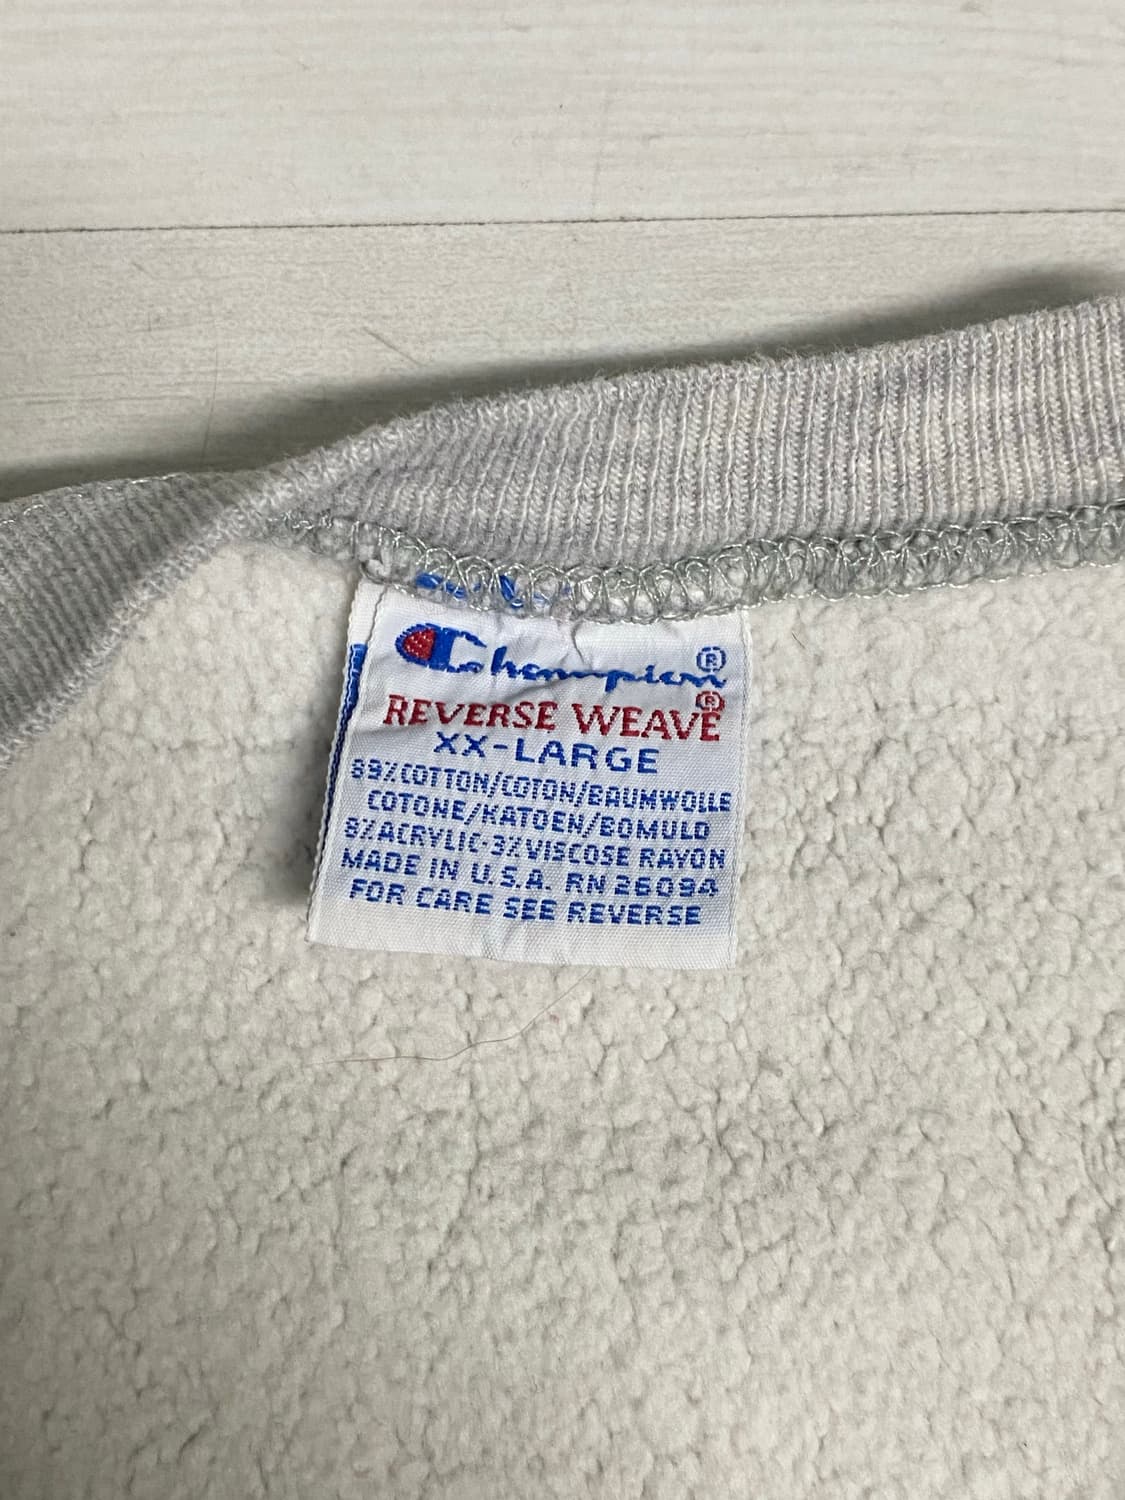 Champion®
REVERSE WEAVE®
XX-LARGE
89%COTTON/COTON/BAUMWOLLE
COTONE/KATOEN/BOMULD
8%ACRYLIC-3%VISCOSE RAYON
MADE IN U.S.A. RN 26094
FOR CARE SEE REVERSE